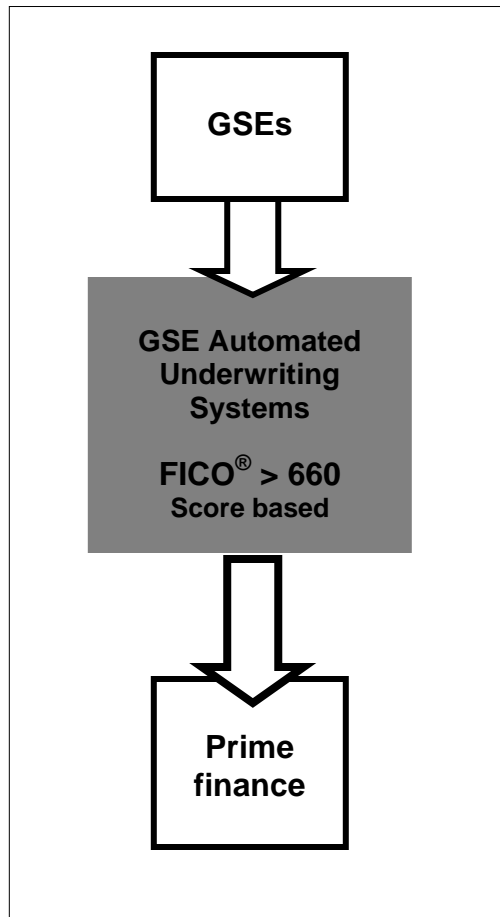 GSEs
GSE Automated
Underwriting
Systems
FICO® > 660
Score based
Prime
finance